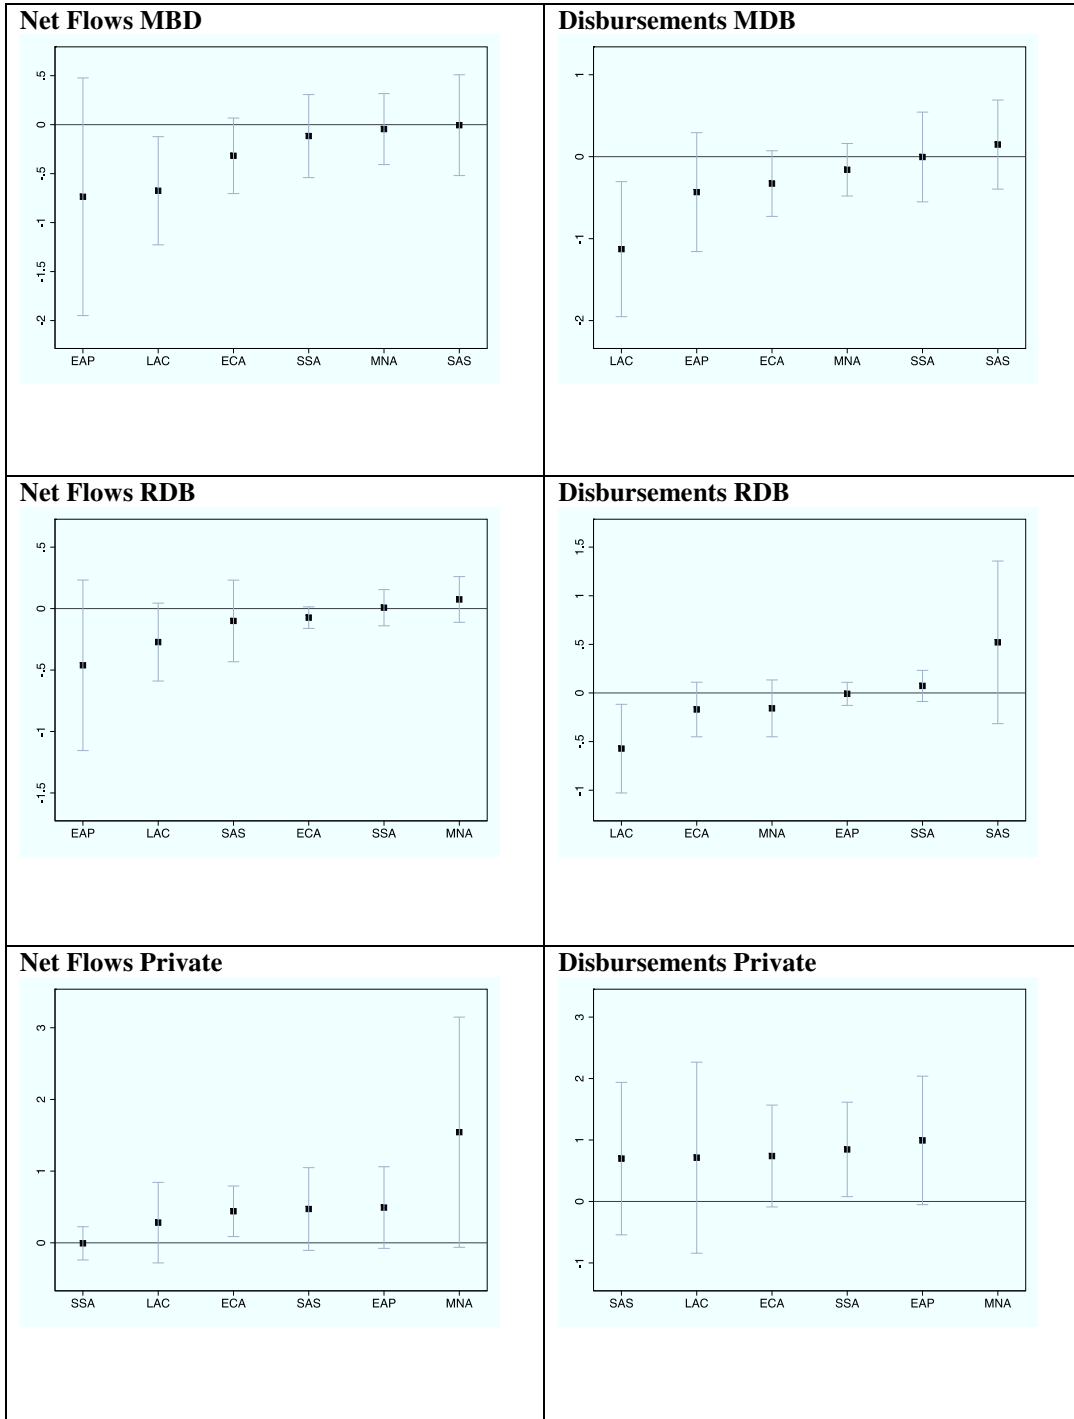 Net Flows MBD
.5
0
-.5
-1
-1.5
-2
EAP LAC ECA SSA MNA SAS
Disbursements MDB
1
0
-1
-2
LAC EAP ECA MNA SSA SAS
Net Flows RDB
.5
0
-.5
-1
-1.5
EAP LAC SAS ECA SSA MNA
Disbursements RDB
1.5
1
.5
0
-.5
-1
LAC ECA MNA EAP SSA SAS
Net Flows Private
3
2
1
0
SSA LAC ECA SAS EAP MNA
Disbursements Private
3
2
1
0
-1
SAS LAC ECA SSA EAP MNA